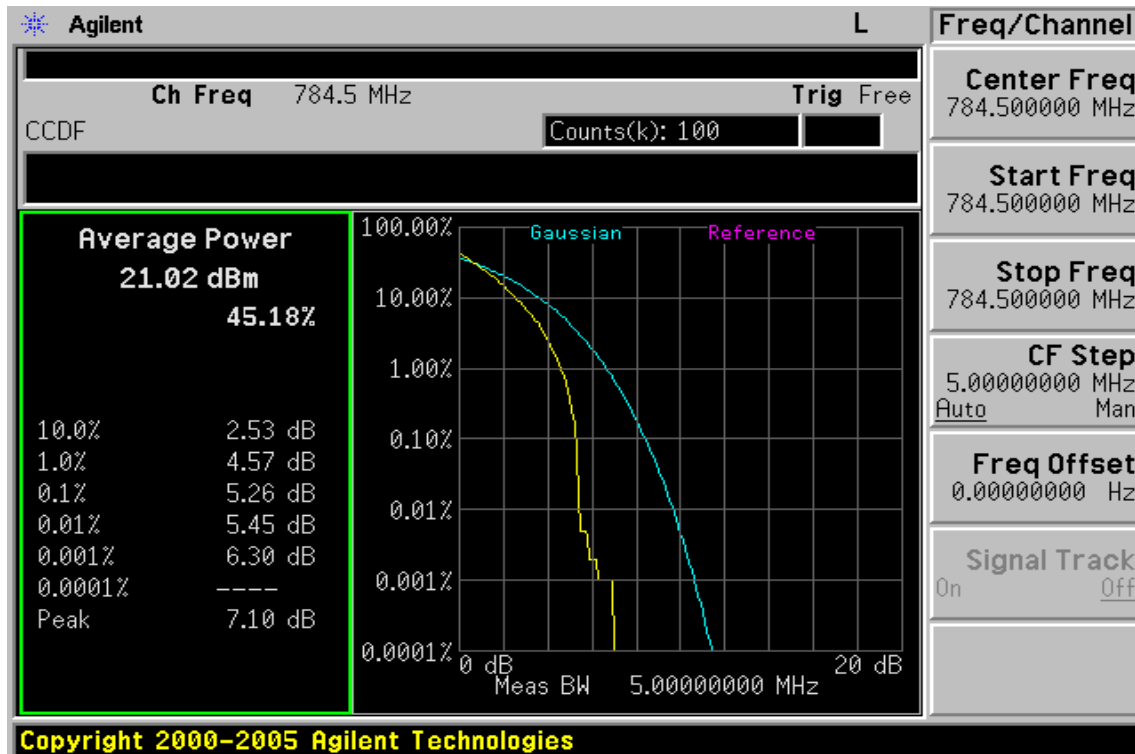 Agilent L Freq/Channel
Ch Freq 784.5 MHz Trig Free
CCDF Counts(k): 100
Average Power
21.02 dBm
45.18%
10.0% 2.53 dB
1.0% 4.57 dB
0.1% 5.26 dB
0.01% 5.45 dB
0.001% 6.30 dB
0.0001% ----
Peak 7.10 dB
Gaussian Reference
100.00%
10.00%
1.00%
0.10%
0.01%
0.001%
0.0001%
0 dB 20 dB
Meas BW 5.00000000 MHz
Center Freq
784.500000 MHz
Start Freq
784.500000 MHz
Stop Freq
784.500000 MHz
CF Step
5.00000000 MHz
Auto Man
Freq Offset
0.00000000 Hz
Signal Track
On Off
Copyright 2000-2005 Agilent Technologies